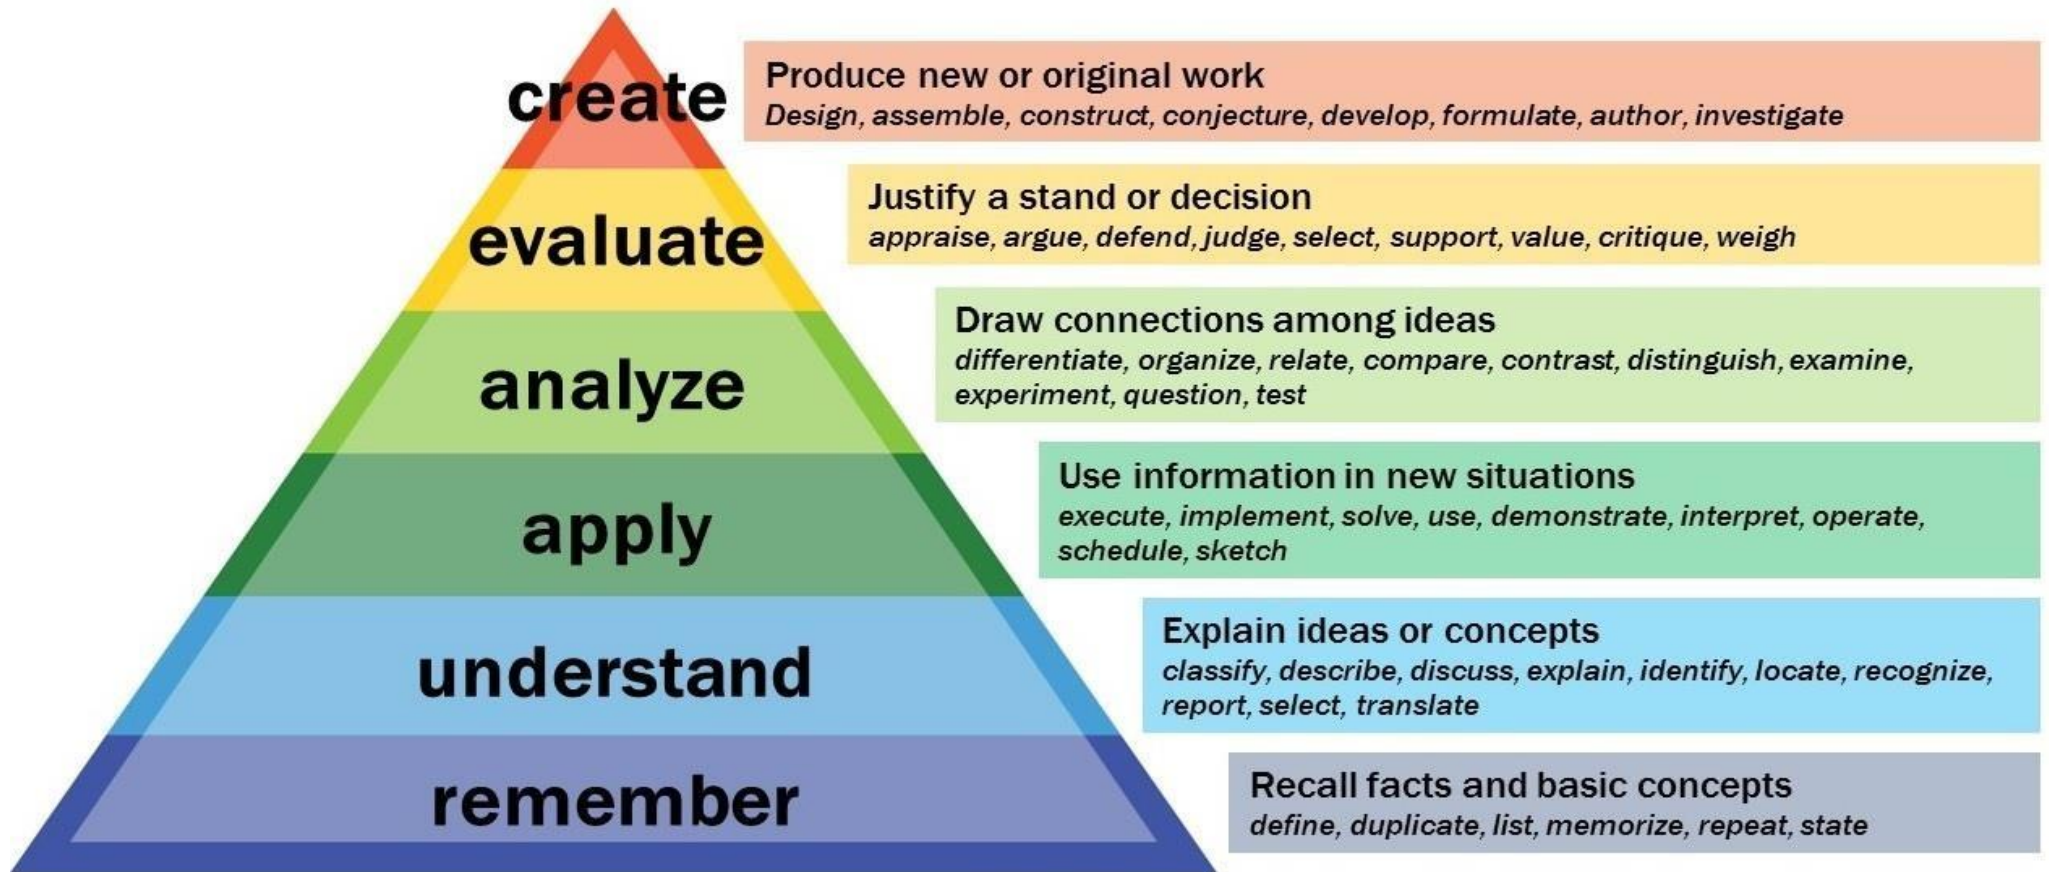 create
Produce new or original work
Design, assemble, construct, conjecture, develop, formulate, author, investigate
evaluate
Justify a stand or decision
appraise, argue, defend, judge, select, support, value, critique, weigh
analyze
Draw connections among ideas
differentiate, organize, relate, compare, contrast, distinguish, examine,
experiment, question, test
apply
Use information in new situations
execute, implement, solve, use, demonstrate, interpret, operate,
schedule, sketch
understand
Explain ideas or concepts
classify, describe, discuss, explain, identify, locate, recognize,
report, select, translate
remember
Recall facts and basic concepts
define, duplicate, list, memorize, repeat, state